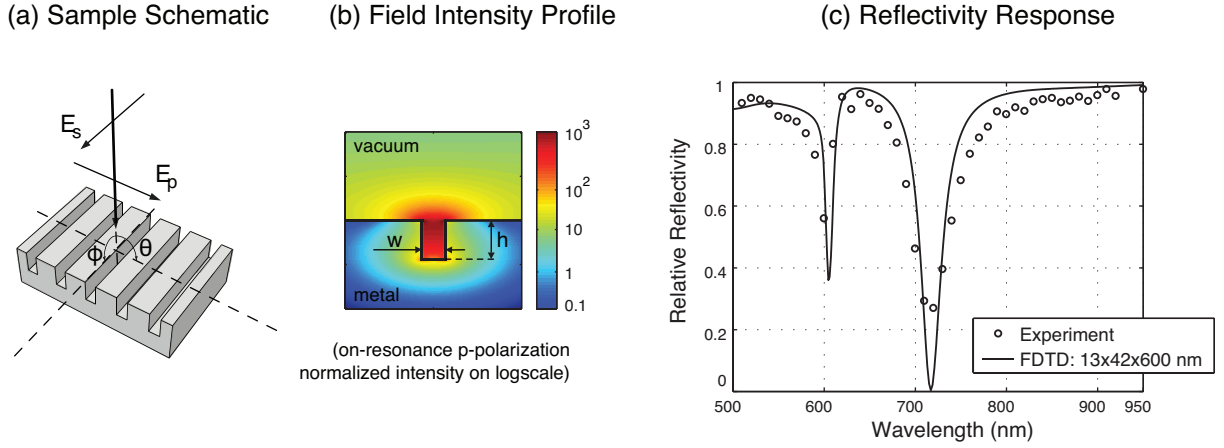 (a) Sample Schematic
E_s
E_p
ϕ
θ
(b) Field Intensity Profile
vacuum
w
h
metal
10^3
10^2
10
1
0.1
(on-resonance p-polarization
normalized intensity on logscale)
(c) Reflectivity Response
Relative Reflectivity
1
0.8
0.6
0.4
0.2
0
500 600 700 800 900 950
Wavelength (nm)
Experiment
FDTD: 13x42x600 nm